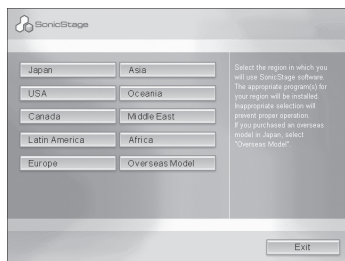 SonicStage
Japan
Asia
USA
Oceania
Canada
Middle East
Latin America
Africa
Europe
Overseas Model
Select the region in which you
will use SonicStage software.
The appropriate program(s) for
your region will be installed.
Inappropriate selection will
prevent proper operation.
If you purchased an overseas
model in Japan, select
"Overseas Model".
Exit